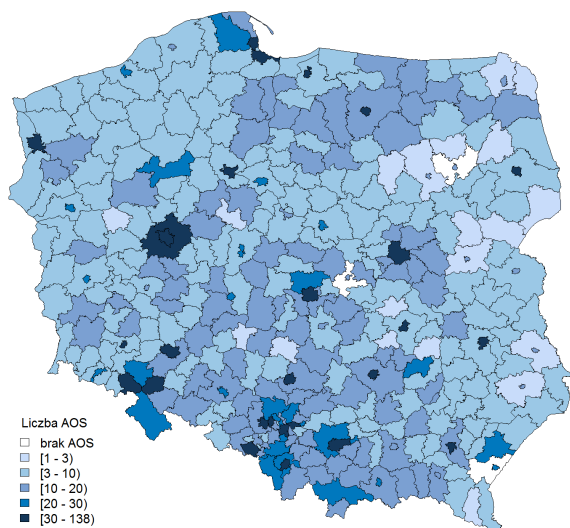 Liczba AOS
brak AOS
[1 - 3)
[3 - 10)
[10 - 20)
[20 - 30)
[30 - 138)